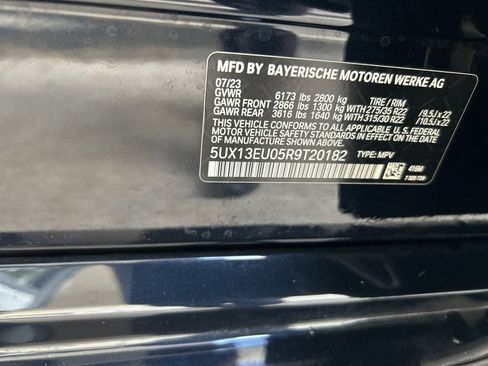 MFD BY BAYERISCHE MOTOREN WERKE AG
07/23
GVWR 6173 lbs 2800 kg TIRE / RIM
GAWR FRONT 2866 lbs 1300 kg WITH 275/35 R22 /9.5J x 22
GAWR REAR 3616 lbs 1640 kg WITH 315/30 R22 /10.5J x 22
THIS VEHICLE CONFORMS TO ALL APPLICABLE U.S. FEDERAL
MOTOR VEHICLE SAFETY STANDARDS IN EFFECT ON THE DATE
OF MANUFACTURE SHOWN ABOVE.
5UX13EU05R9T20182 TYPE: MPV
416M